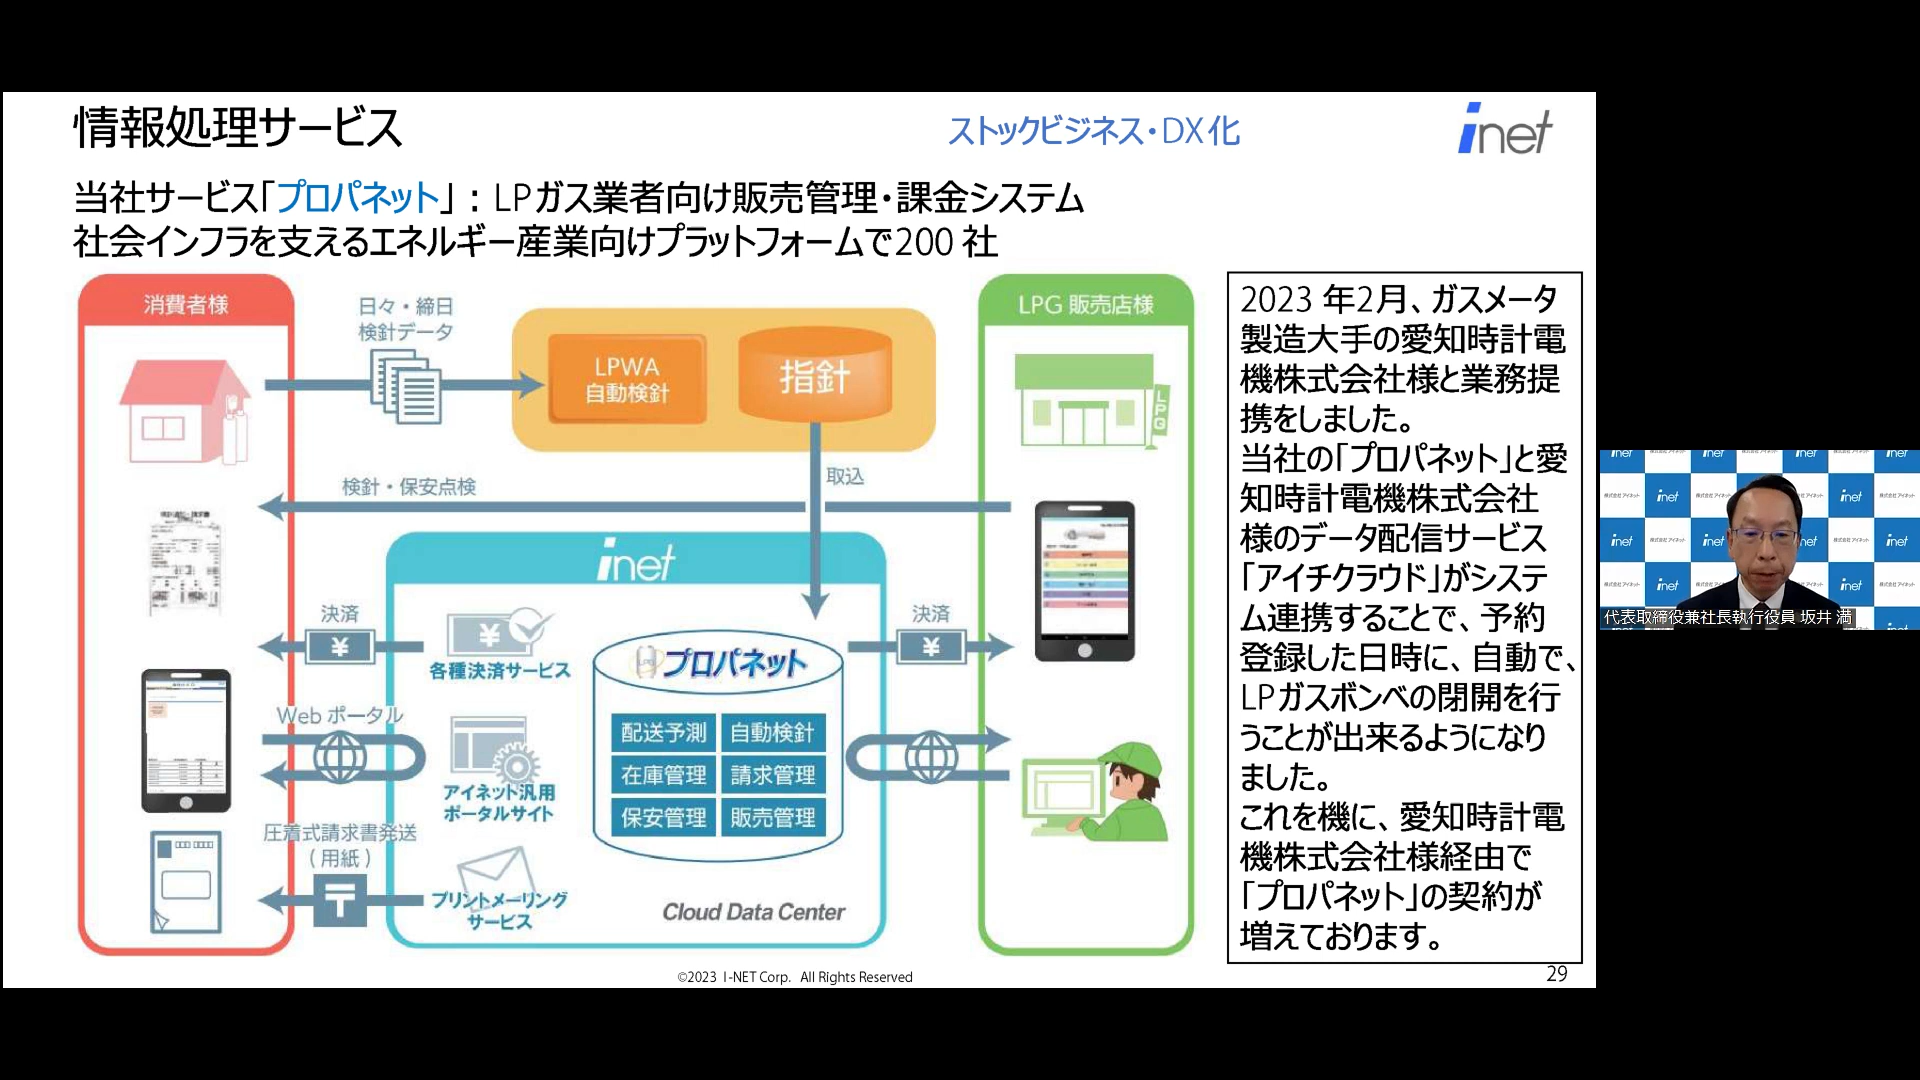 情報処理サービス
ストックビジネス・DX化
inet
当社サービス「プロパネット」：LPガス業者向け販売管理・課金システム
社会インフラを支えるエネルギー産業向けプラットフォームで200 社
消費者様
日々・締日
検針データ
LPWA
自動検針
指針
LPG 販売店様
LPG
検針・保安点検
取込
inet
決済
¥
¥
各種決済サービス
LPG
プロパネット
決済
¥
Web ポータル
アイネット汎用
ポータルサイト
配送予測
自動検針
在庫管理
請求管理
保安管理
販売管理
圧着式請求書発送
（用紙）
〒
プリントメーリング
サービス
Cloud Data Center
2023 年2月、ガスメータ
製造大手の愛知時計電
機株式会社様と業務提
携をしました。
当社の「プロパネット」と愛
知時計電機株式会社
様のデータ配信サービス
「アイチクラウド」がシステ
ム連携することで、予約
登録した日時に、自動で、
LPガスボンベの閉開を行
うことが出来るようになり
ました。
これを機に、愛知時計電
機株式会社様経由で
「プロパネット」の契約が
増えております。
©2023 I-NET Corp. All Rights Reserved
29
inet
株式会社アイネット
代表取締役兼社長執行役員 坂井 満